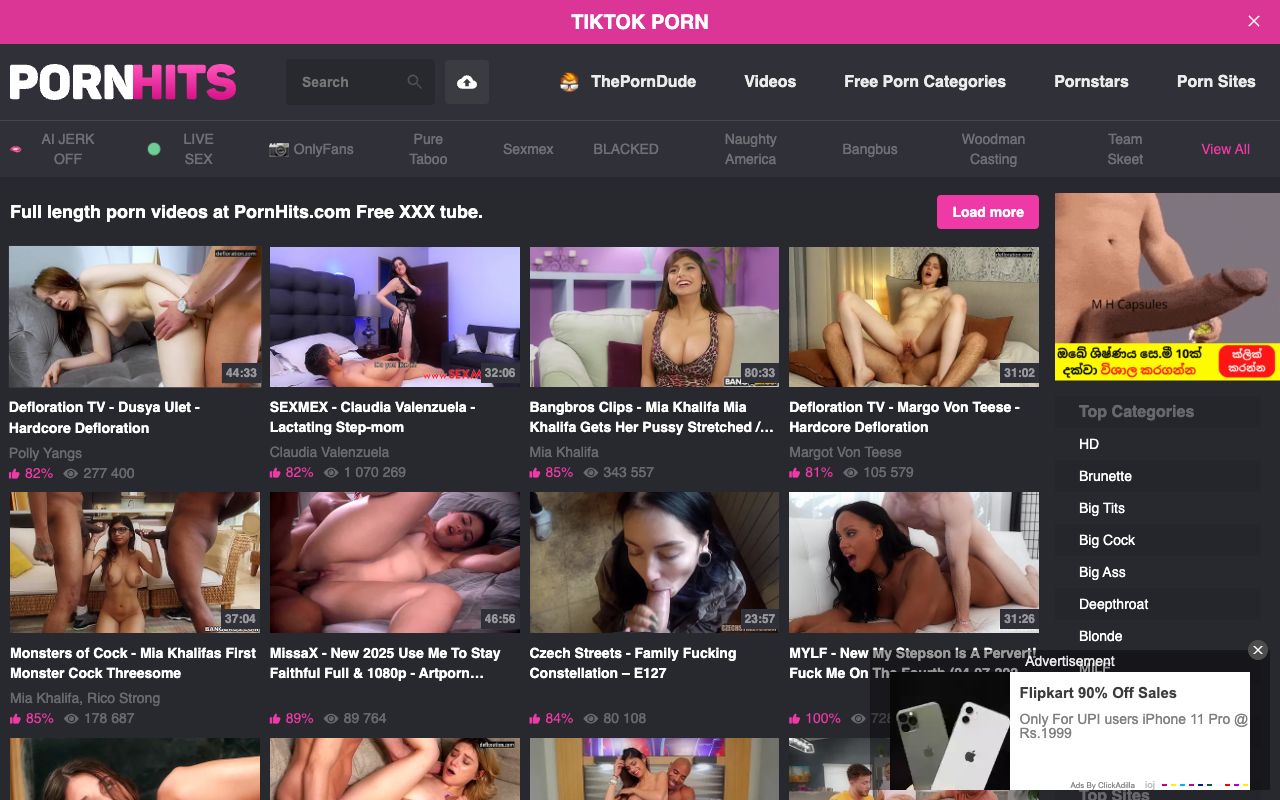 TIKTOK PORN
PORNHITS
Search
ThePornDude
Videos
Free Porn Categories
Pornstars
Porn Sites
AI JERK
OFF
LIVE
SEX
OnlyFans
Pure
Taboo
Sexmex
BLACKED
Naughty
America
Bangbus
Woodman
Casting
Team
Skeet
View All
Full length porn videos at PornHits.com Free XXX tube.
Load more
defloration.com
44:33
Defloration TV - Dusya Ulet -
Hardcore Defloration
Polly Yangs
82% 277 400
32:06
SEXMEX - Claudia Valenzuela -
Lactating Step-mom
Claudia Valenzuela
82% 1 070 269
80:33
Bangbros Clips - Mia Khalifa Mia
Khalifa Gets Her Pussy Stretched /...
Mia Khalifa
85% 343 557
defloration.com
31:02
Defloration TV - Margo Von Teese -
Hardcore Defloration
Margot Von Teese
81% 105 579
M H Capsules
ඔබේ ශිෂ්ණය සෙ.මී 10ක්
දක්වා විශාල කරගන්න
ක්ලික්
කරන්න
Top Categories
HD
Brunette
Big Tits
Big Cock
Big Ass
Deepthroat
Blonde
MILF
37:04
Monsters of Cock - Mia Khalifas First
Monster Cock Threesome
Mia Khalifa, Rico Strong
85% 178 687
46:56
MissaX - New 2025 Use Me To Stay
Faithful Full & 1080p - Artporn...
89% 89 764
23:57
Czech Streets - Family Fucking
Constellation – E127
84% 80 108
31:26
MYLF - New My Stepson Is A Pervert!
Fuck Me On The Fourth
100% 728
Advertisement
Flipkart 90% Off Sales
Only For UPI users iPhone 11 Pro @
Rs.1999
Ads By ClickAdilla
defloration.com
Top Sites